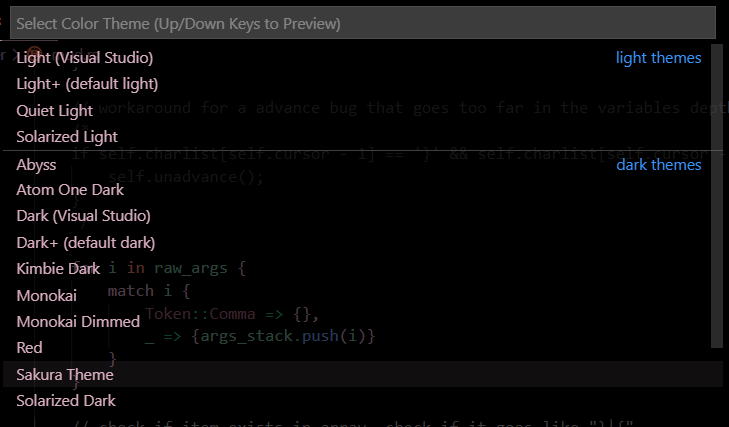 Select Color Theme (Up/Down Keys to Preview)
Light (Visual Studio) light themes
Light+ (default light)
Quiet Light
workaround for a advance bug that goes too far in the variables dept
Solarized Light
if self.charlist[self.cursor - 1] == '}' && self.charlist[self.cursor -
Abyss dark themes
self.unadvance();
Atom One Dark
Dark (Visual Studio)
Dark+ (default dark)
for i in raw_args {
Kimbie Dark
match i {
Monokai
Token::Comma => {},
Monokai Dimmed
_ => {args_stack.push(i)}
Red
}
Sakura Theme
}
Solarized Dark
// check if item exists in array, check if it goes like "}|{"